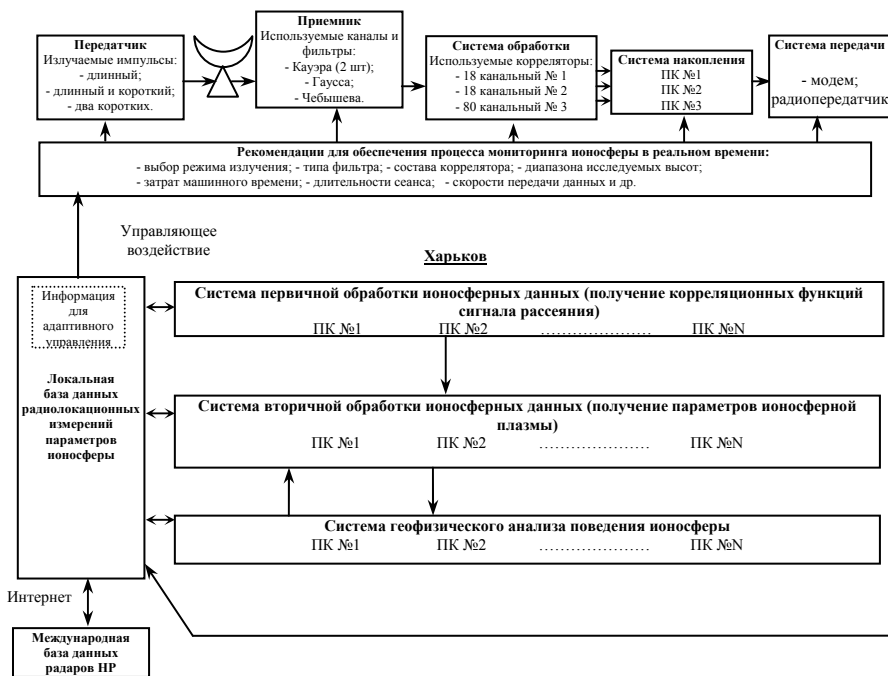 Передатчик
Излучаемые импульсы:
- длинный;
- длинный и короткий;
- два коротких.
Приемник
Используемые каналы и
фильтры:
- Кауэра (2 шт);
- Гаусса;
- Чебышева.
Система обработки
Используемые корреляторы:
- 18 канальный № 1
- 18 канальный № 2
- 80 канальный № 3
Система накопления
ПК №1
ПК №2
ПК №3
Система передачи
- модем;
радиопередатчик
Рекомендации для обеспечения процесса мониторинга ионосферы в реальном времени:
- выбор режима излучения; - типа фильтра; - состава коррелятора; - диапазона исследуемых высот;
- затрат машинного времени; - длительности сеанса; - скорости передачи данных и др.
Управляющее
воздействие
Харьков
Информация
для
адаптивного
управления
Локальная
база данных
радиолокационных
измерений
параметров
ионосферы
Система первичной обработки ионосферных данных (получение корреляционных функций
сигнала рассеяния)
ПК №1 ПК №2 ………………… ПК №N
Система вторичной обработки ионосферных данных (получение параметров ионосферной
плазмы)
ПК №1 ПК №2 ………………… ПК №N
Система геофизического анализа поведения ионосферы
ПК №1 ПК №2 ………………… ПК №N
Интернет
Международная
база данных
радаров НР